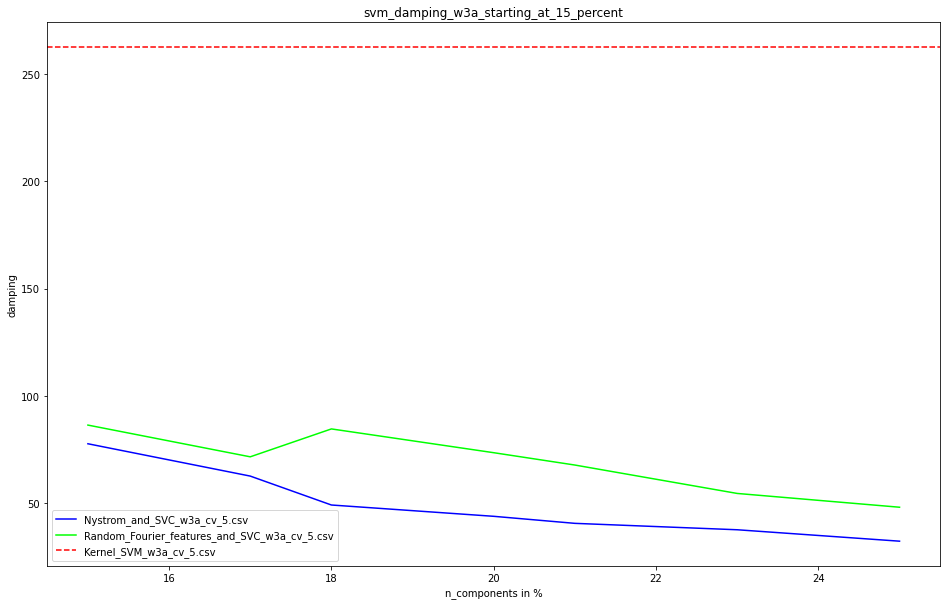 svm_damping_w3a_starting_at_15_percent
damping
250
200
150
100
50
Nystrom_and_SVC_w3a_cv_5.csv
Random_Fourier_features_and_SVC_w3a_cv_5.csv
Kernel_SVM_w3a_cv_5.csv
16
18
20
22
24
n_components in %